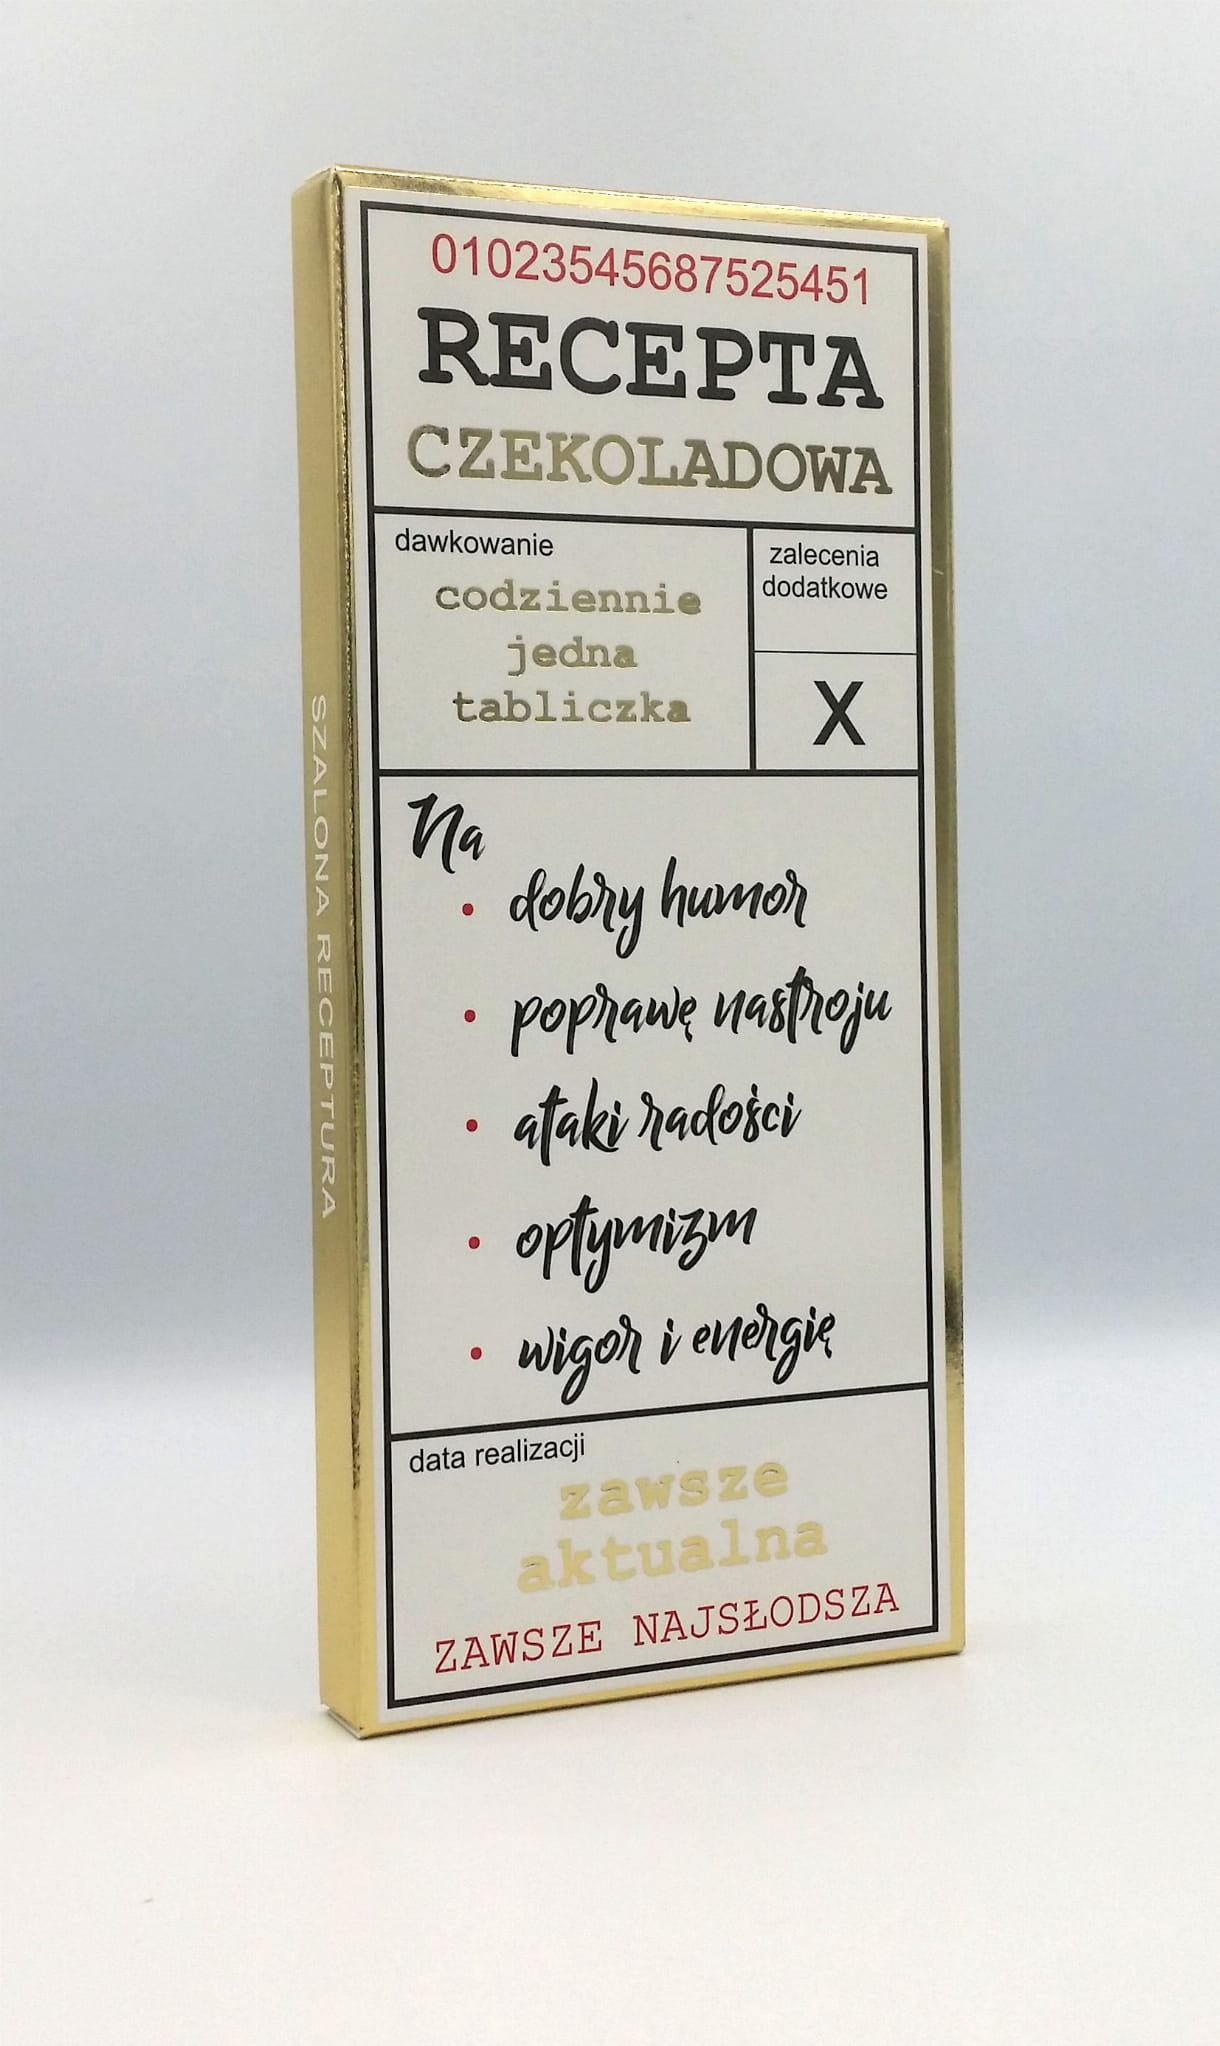 01023545687525451
RECEPTA
CZEKOLADOWA
dawkowanie
codziennie
jedna
tabliczka
zalecenia
dodatkowe
X
Na
• dobry humor
• poprawę nastroju
• ataki radości
• optymizm
• wigor i energię
data realizacji
zawsze
aktualna
ZAWSZE NAJSŁODSZA
SZALONA RECEPTURA